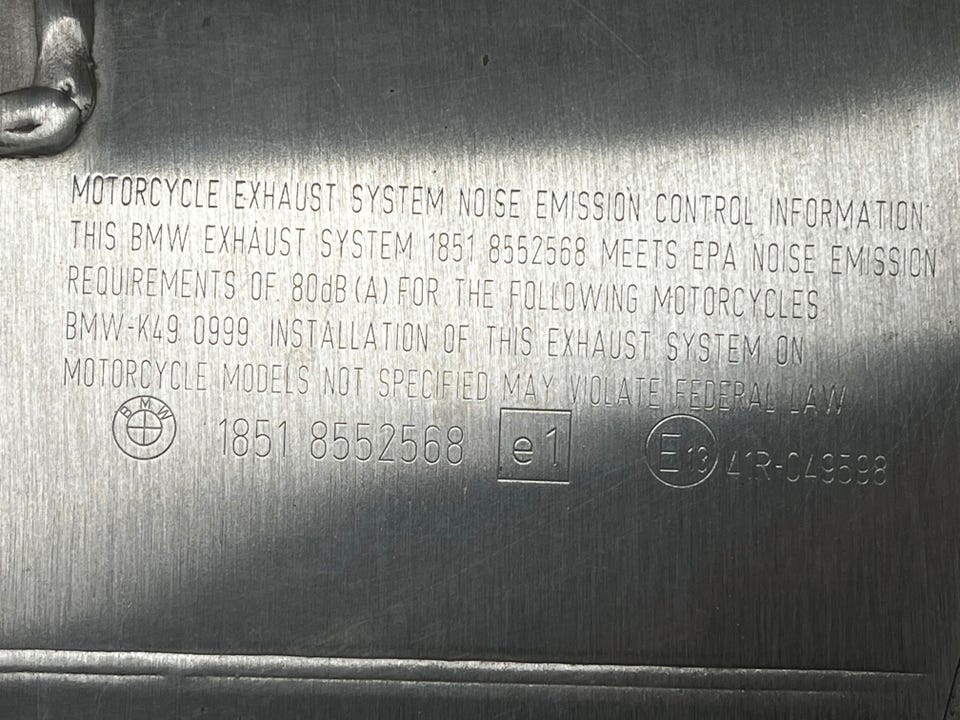 MOTORCYCLE EXHAUST SYSTEM NOISE EMISSION CONTROL INFORMATION:
THIS BMW EXHAUST SYSTEM 1851 8552568 MEETS EPA NOISE EMISSION
REQUIREMENTS OF 80dB (A) FOR THE FOLLOWING MOTORCYCLES:
BMW-K49 0999. INSTALLATION OF THIS EXHAUST SYSTEM ON
MOTORCYCLE MODELS NOT SPECIFIED MAY VIOLATE FEDERAL LAW
BMW 1851 8552568 e1 E13 41R-049598